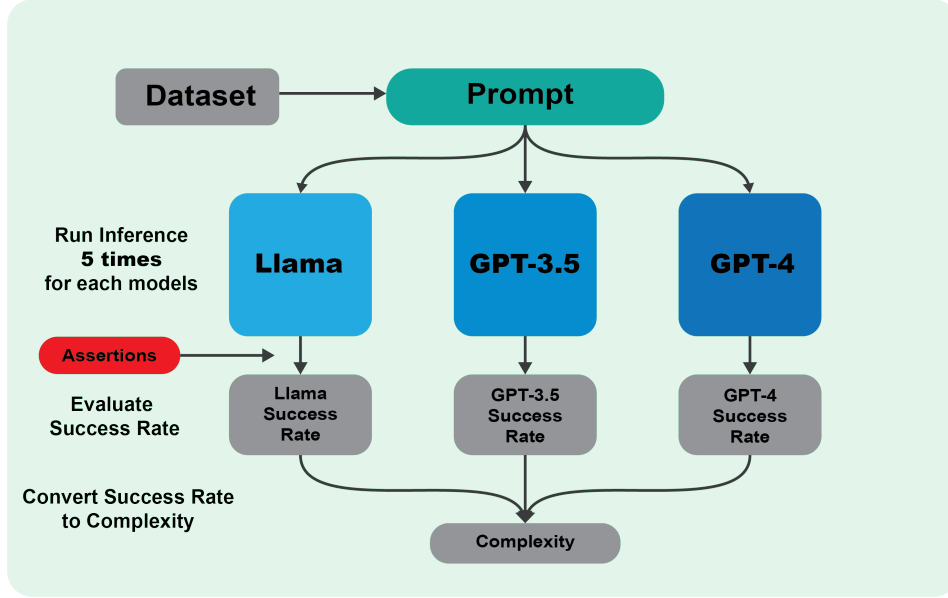 Dataset
Prompt
Run Inference
5 times
for each models
Llama
GPT-3.5
GPT-4
Assertions
Evaluate
Success Rate
Llama
Success
Rate
GPT-3.5
Success
Rate
GPT-4
Success
Rate
Convert Success Rate
to Complexity
Complexity